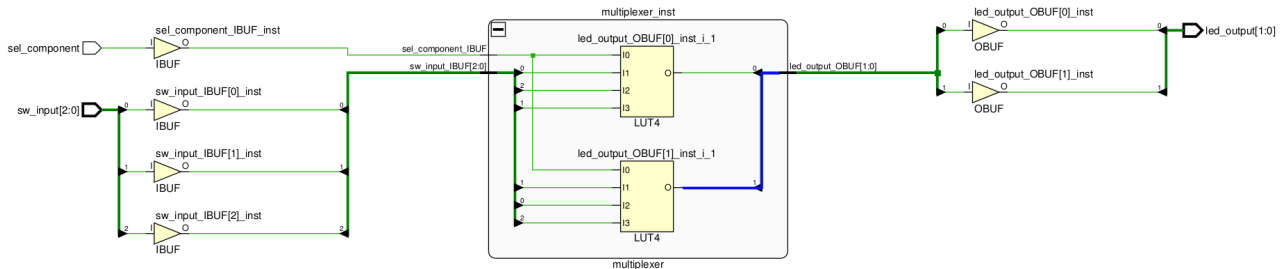 multiplexer_inst
sel_component
sel_component_IBUF_inst
I
O
IBUF
sw_input[2:0]
0
1
2
sw_input_IBUF[0]_inst
I
O
IBUF
0
sw_input_IBUF[1]_inst
I
O
IBUF
1
sw_input_IBUF[2]_inst
I
O
IBUF
2
sel_component_IBUF
sw_input_IBUF[2:0]
led_output_OBUF[0]_inst_i_1
0
2
1
I0
I1
I2
I3
O
0
LUT4
led_output_OBUF[1]_inst_i_1
1
0
2
I0
I1
I2
I3
O
1
LUT4
multiplexer
led_output_OBUF[1:0]
0
1
led_output_OBUF[0]_inst
I
O
OBUF
0
led_output_OBUF[1]_inst
I
O
OBUF
1
led_output[1:0]